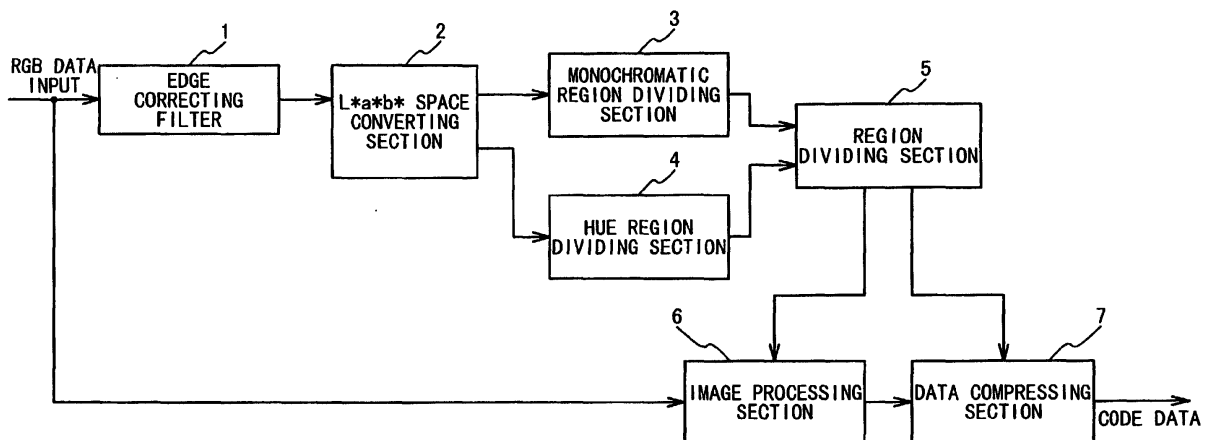 1
2
3
4
5
6
7
RGB DATA
INPUT
EDGE
CORRECTING
FILTER
L*a*b* SPACE
CONVERTING
SECTION
MONOCHROMATIC
REGION DIVIDING
SECTION
HUE REGION
DIVIDING SECTION
REGION
DIVIDING SECTION
IMAGE PROCESSING
SECTION
DATA COMPRESSING
SECTION
CODE DATA